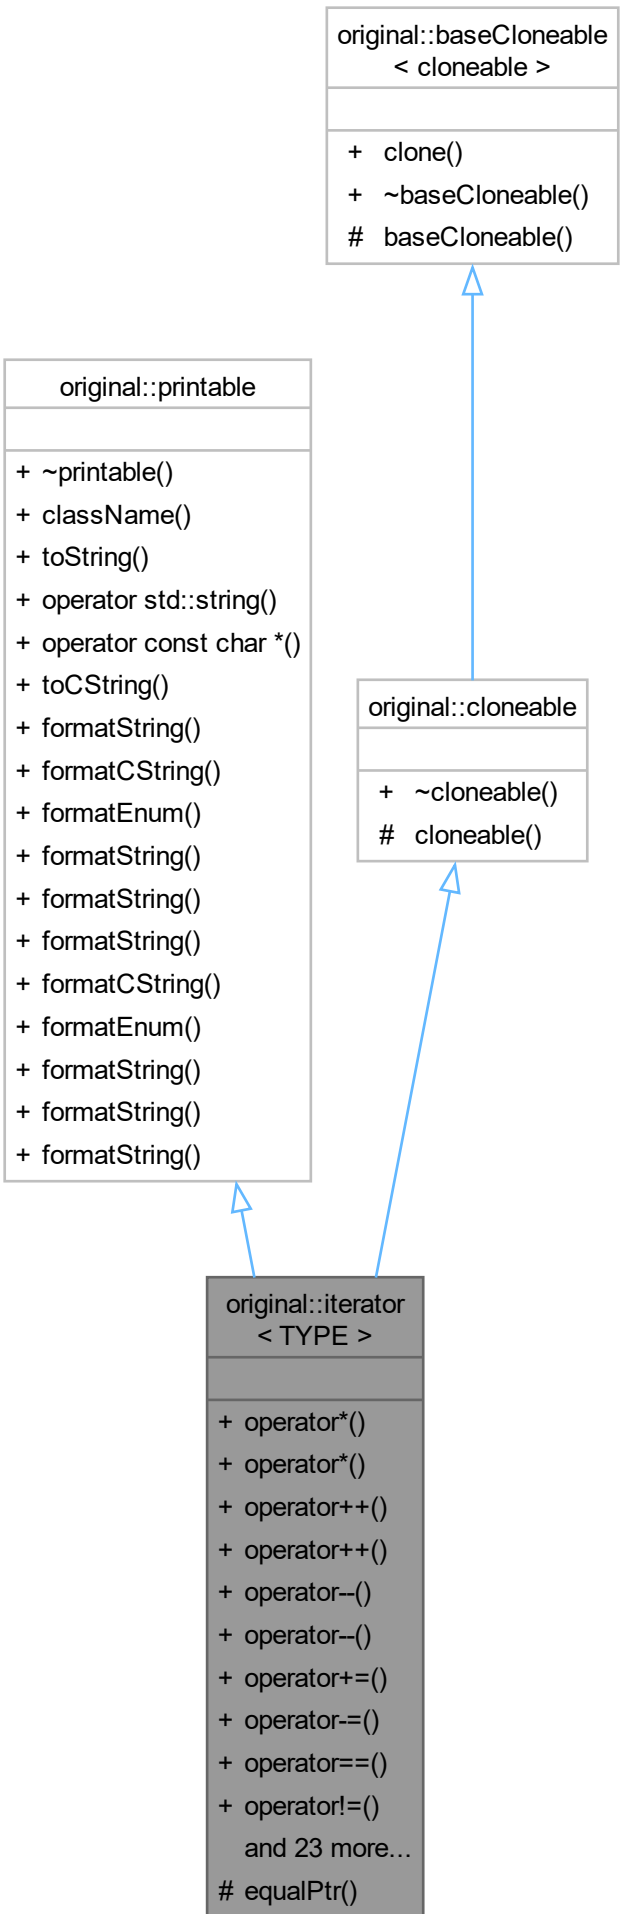 original::baseCloneable
< cloneable >
+ clone()
+ ~baseCloneable()
# baseCloneable()
original::printable
+ ~printable()
+ className()
+ toString()
+ operator std::string()
+ operator const char *()
+ toCString()
+ formatString()
+ formatCString()
+ formatEnum()
+ formatString()
+ formatString()
+ formatString()
+ formatCString()
+ formatEnum()
+ formatString()
+ formatString()
+ formatString()
original::cloneable
+ ~cloneable()
# cloneable()
original::iterator
< TYPE >
+ operator*()
+ operator*()
+ operator++()
+ operator++()
+ operator--()
+ operator--()
+ operator+=()
+ operator-=()
+ operator==()
+ operator!=()
and 23 more...
# equalPtr()